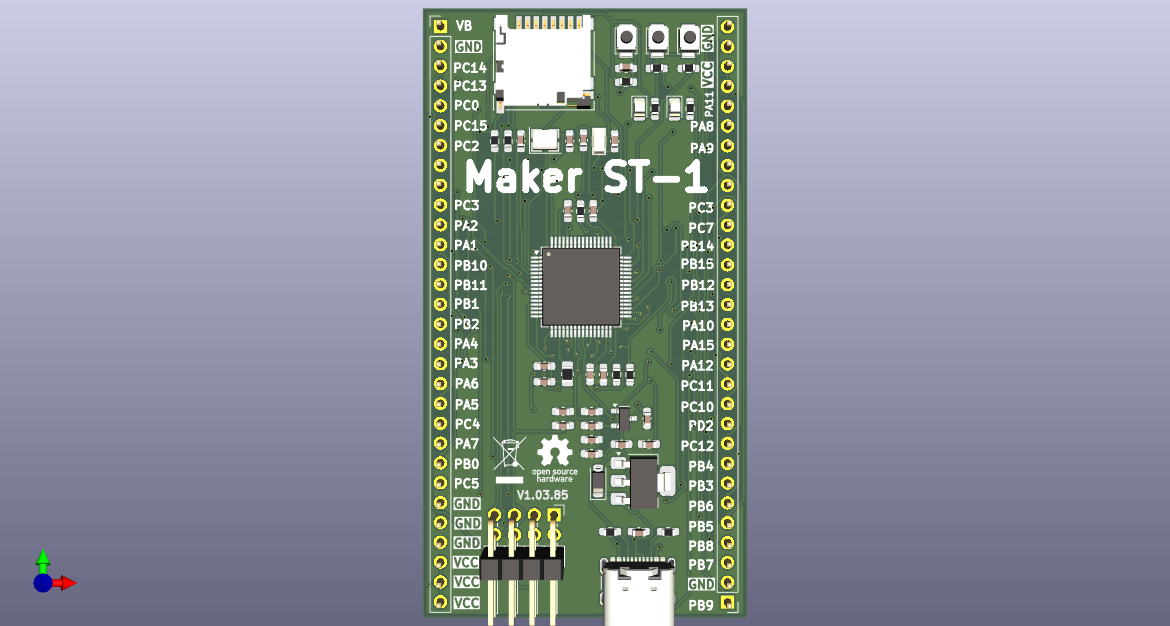 VB
GND
PC14
PC13
PC0
PC15
PC2
GND
VCC
PA11
PA8
PA9
Maker ST-1
PC3
PA2
PA1
PB10
PB11
PB1
PB2
PA4
PA3
PA6
PA5
PC4
PA7
PB0
PC5
GND
GND
GND
VCC
VCC
VCC
PC3
PC7
PB14
PB15
PB12
PB13
PA10
PA15
PA12
PC11
PC10
PD2
PC12
PB4
PB3
PB6
PB5
PB8
PB7
GND
PB9
open source
hardware
V1.03.85